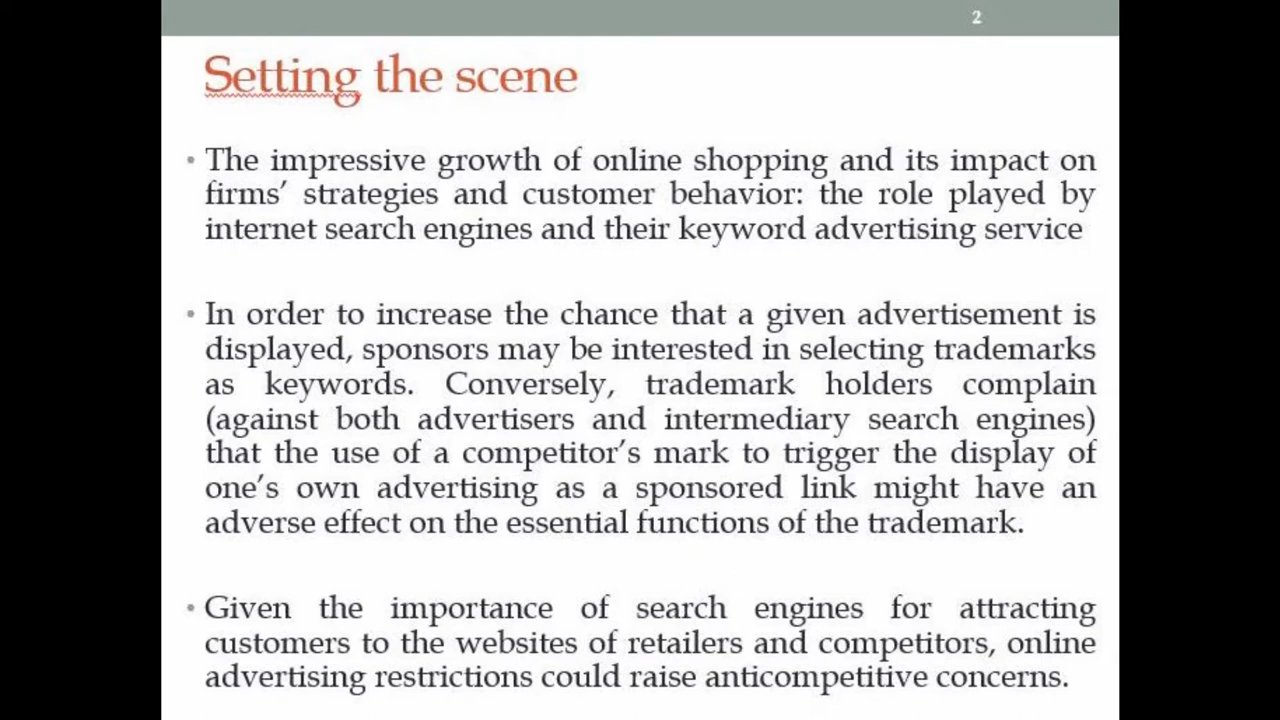 2
Setting the scene
• The impressive growth of online shopping and its impact on
firms’ strategies and customer behavior: the role played by
internet search engines and their keyword advertising service
• In order to increase the chance that a given advertisement is
displayed, sponsors may be interested in selecting trademarks
as keywords. Conversely, trademark holders complain
(against both advertisers and intermediary search engines)
that the use of a competitor’s mark to trigger the display of
one’s own advertising as a sponsored link might have an
adverse effect on the essential functions of the trademark.
• Given the importance of search engines for attracting
customers to the websites of retailers and competitors, online
advertising restrictions could raise anticompetitive concerns.